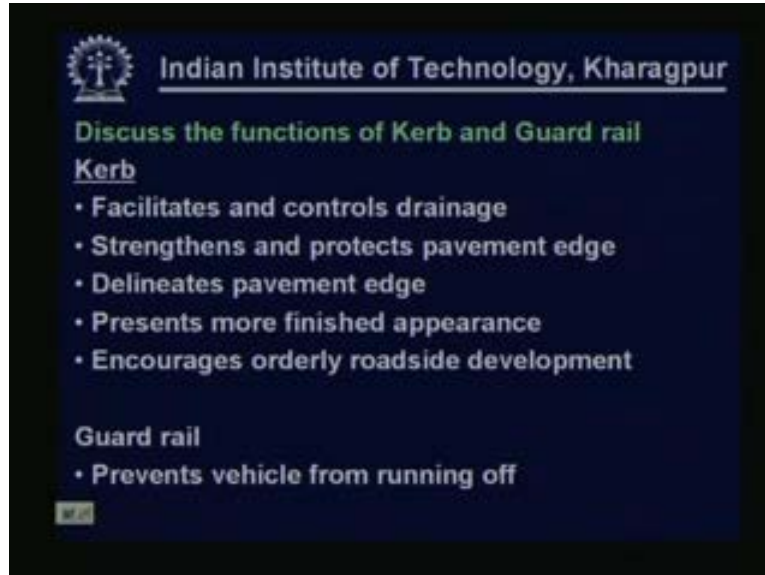 Indian Institute of Technology, Kharagpur
Discuss the functions of Kerb and Guard rail
Kerb
• Facilitates and controls drainage
• Strengthens and protects pavement edge
• Delineates pavement edge
• Presents more finished appearance
• Encourages orderly roadside development
Guard rail
• Prevents vehicle from running off